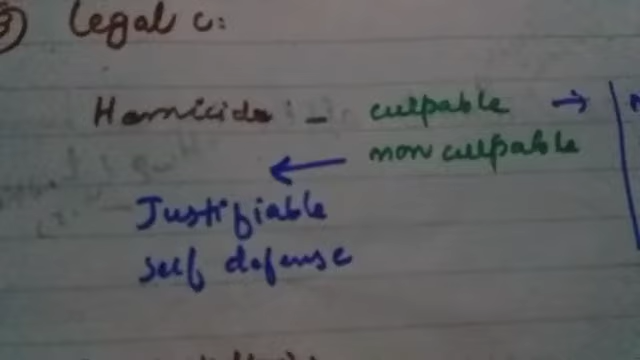 ③ Legal c:
Homicide :- culpable →
non culpable
←
Justifiable
self defense